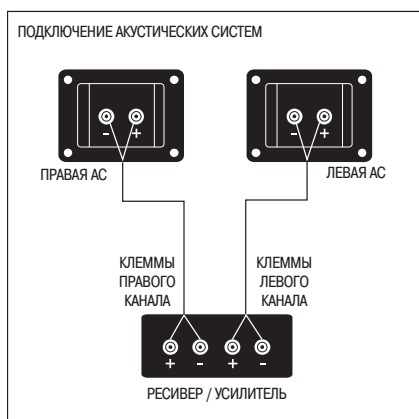 ПОДКЛЮЧЕНИЕ АКУСТИЧЕСКИХ СИСТЕМ
- +
- +
ПРАВАЯ АС
ЛЕВАЯ АС
КЛЕММЫ
ПРАВОГО
КАНАЛА
КЛЕММЫ
ЛЕВОГО
КАНАЛА
+ - + -
РЕСИВЕР / УСИЛИТЕЛЬ